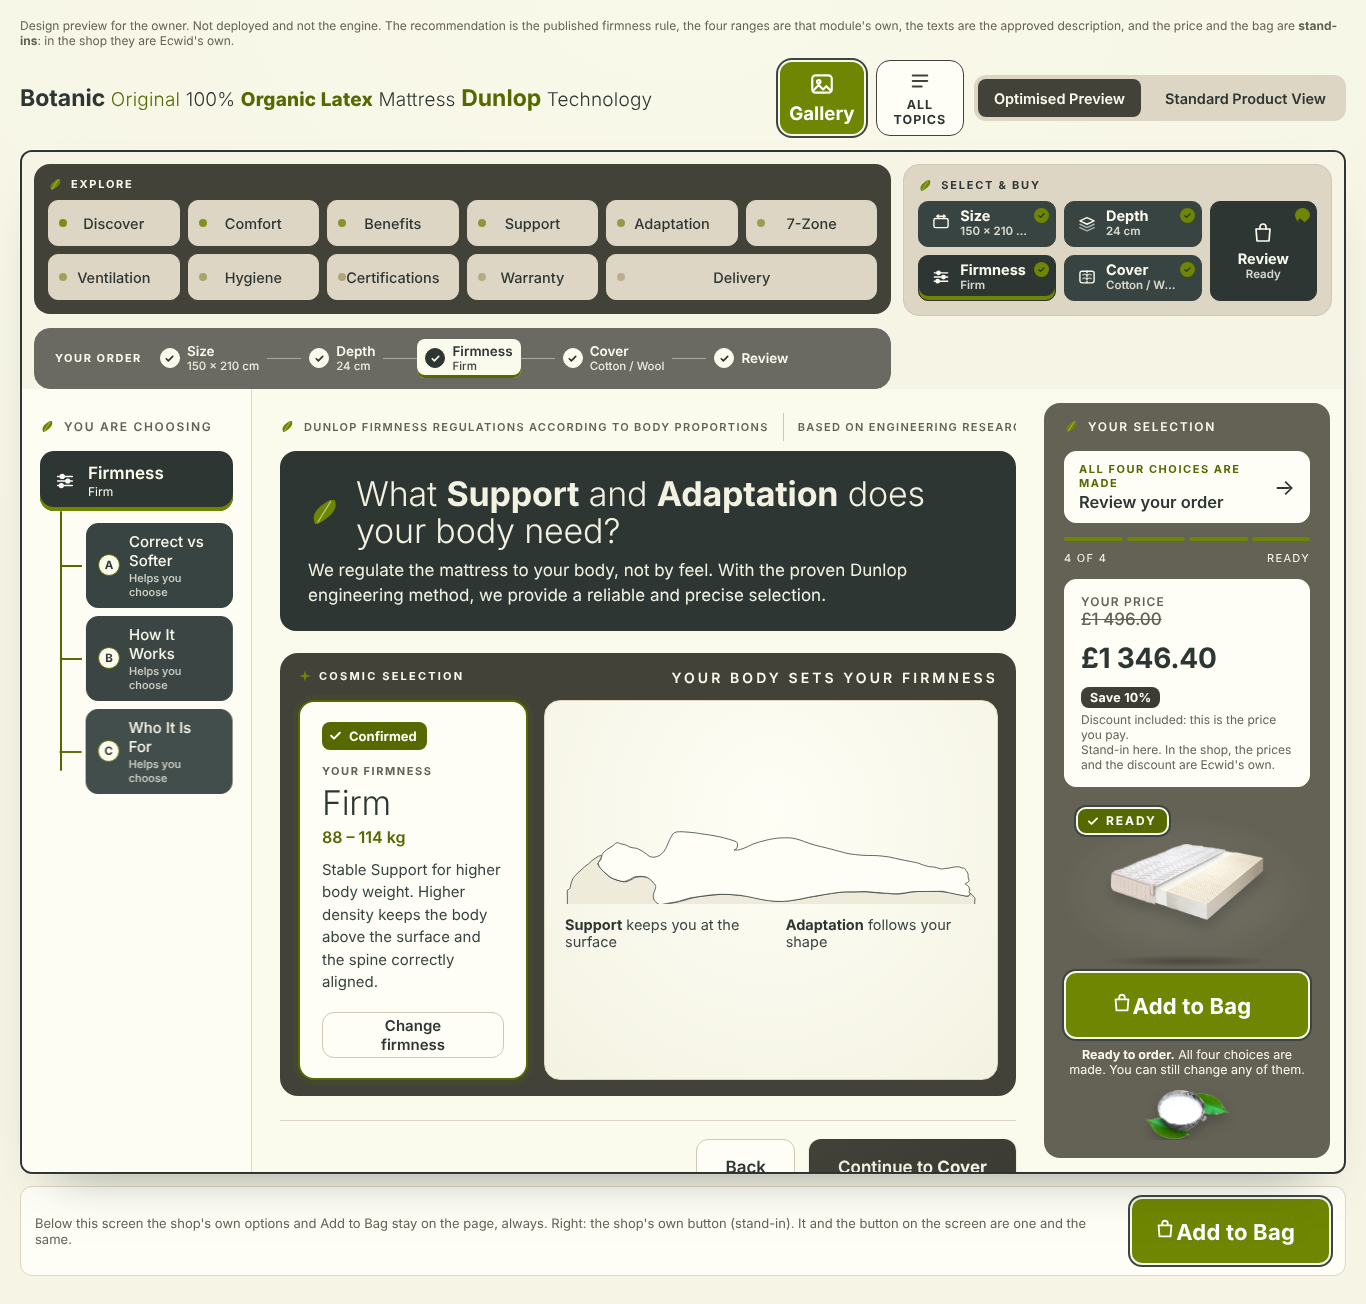 Design preview for the owner. Not deployed and not the engine. The recommendation is the published firmness rule, the four ranges are that module's own, the texts are the approved description, and the price and the bag are stand-
ins: in the shop they are Ecwid's own.
Botanic Original 100% Organic Latex Mattress Dunlop Technology
Gallery
ALL
TOPICS
Optimised Preview
Standard Product View
EXPLORE
Discover
Comfort
Benefits
Support
Adaptation
7-Zone
Ventilation
Hygiene
Certifications
Warranty
Delivery
SELECT & BUY
Size
150 × 210 ...
Depth
24 cm
Firmness
Firm
Cover
Cotton / W...
Review
Ready
YOUR ORDER
Size
150 × 210 cm
Depth
24 cm
Firmness
Firm
Cover
Cotton / Wool
Review
YOU ARE CHOOSING
Firmness
Firm
A
Correct vs
Softer
Helps you
choose
B
How It
Works
Helps you
choose
C
Who It Is
For
Helps you
choose
DUNLOP FIRMNESS REGULATIONS ACCORDING TO BODY PROPORTIONS
BASED ON ENGINEERING RESEARC
What Support and Adaptation does
your body need?
We regulate the mattress to your body, not by feel. With the proven Dunlop
engineering method, we provide a reliable and precise selection.
COSMIC SELECTION
YOUR BODY SETS YOUR FIRMNESS
Confirmed
YOUR FIRMNESS
Firm
88 – 114 kg
Stable Support for higher
body weight. Higher
density keeps the body
above the surface and
the spine correctly
aligned.
Change
firmness
Support keeps you at the
surface
Adaptation follows your
shape
Back
Continue to Cover
YOUR SELECTION
ALL FOUR CHOICES ARE
MADE
Review your order
4 OF 4
READY
YOUR PRICE
£1 496.00
£1 346.40
Save 10%
Discount included: this is the price
you pay.
Stand-in here. In the shop, the prices
and the discount are Ecwid's own.
READY
Add to Bag
Ready to order. All four choices are
made. You can still change any of them.
Below this screen the shop's own options and Add to Bag stay on the page, always. Right: the shop's own button (stand-in). It and the button on the screen are one and the
same.
Add to Bag